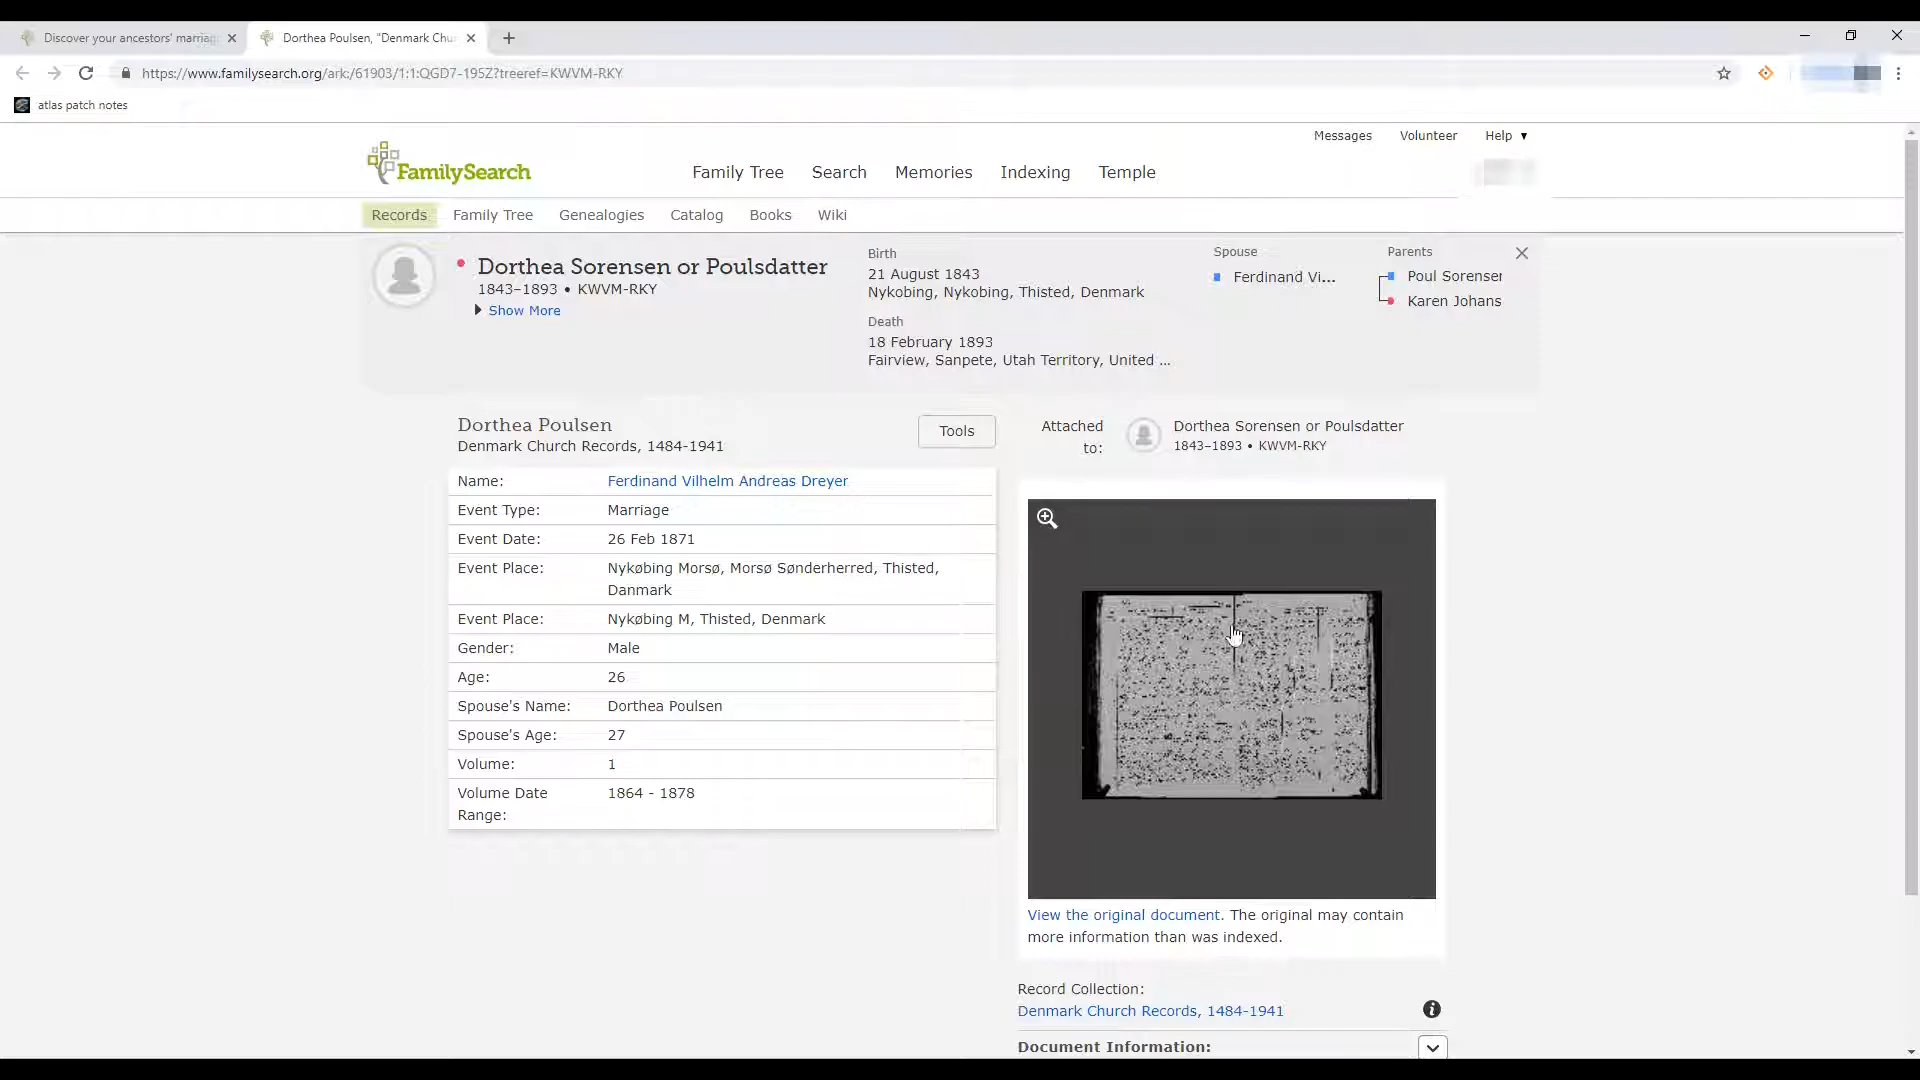 Discover your ancestors' marriag
Dorthea Poulsen, "Denmark Chu
https://www.familysearch.org/ark:/61903/1:1:QGD7-195Z?treeref=KWVM-RKY
atlas patch notes
Messages Volunteer Help ▼
FamilySearch
Family Tree Search Memories Indexing Temple
Records Family Tree Genealogies Catalog Books Wiki
Dorthea Sorensen or Poulsdatter
1843–1893 • KWVM-RKY
Show More
Birth
21 August 1843
Nykobing, Nykobing, Thisted, Denmark
Death
18 February 1893
Fairview, Sanpete, Utah Territory, United ...
Spouse
Ferdinand Vi...
Parents
Poul Sorenser
Karen Johans
Dorthea Poulsen
Denmark Church Records, 1484-1941
Tools
Name: Ferdinand Vilhelm Andreas Dreyer
Event Type: Marriage
Event Date: 26 Feb 1871
Event Place: Nykøbing Morsø, Morsø Sønderherred, Thisted,
Danmark
Event Place: Nykøbing M, Thisted, Denmark
Gender: Male
Age: 26
Spouse's Name: Dorthea Poulsen
Spouse's Age: 27
Volume: 1
Volume Date 1864 - 1878
Range:
Attached
to:
Dorthea Sorensen or Poulsdatter
1843–1893 • KWVM-RKY
View the original document. The original may contain
more information than was indexed.
Record Collection:
Denmark Church Records, 1484-1941
Document Information: